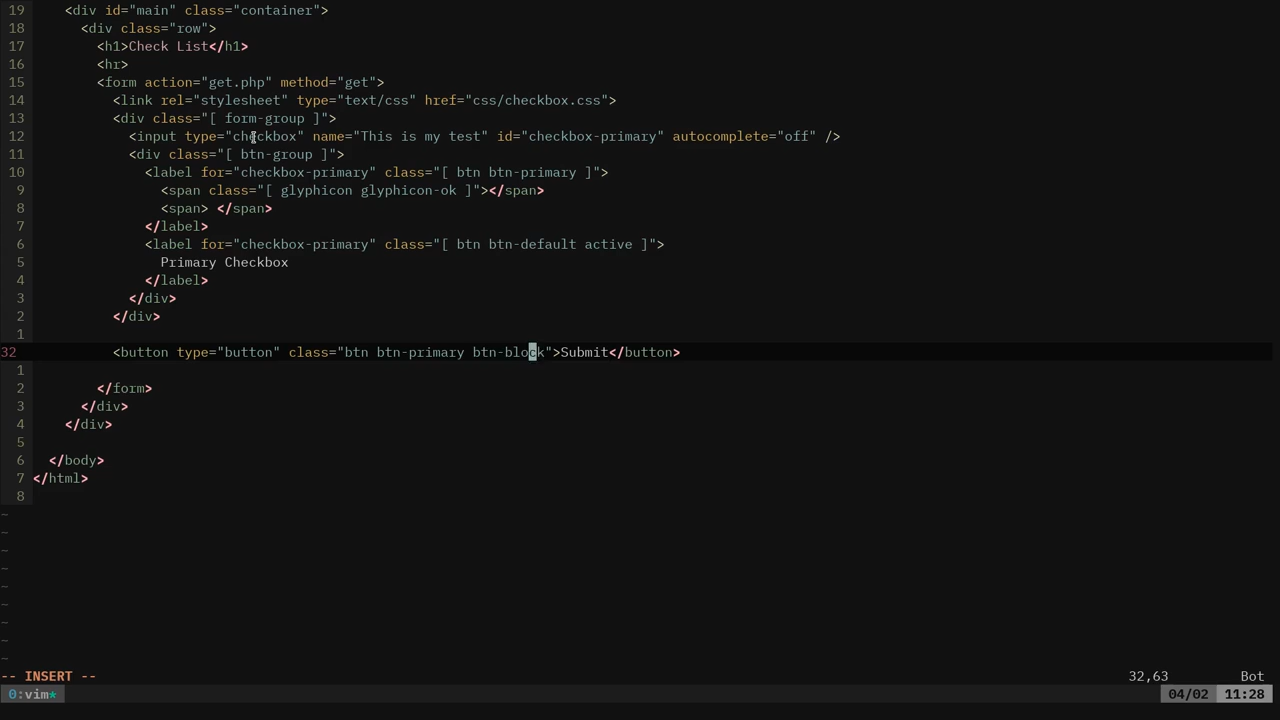 19    <div id="main" class="container">
18      <div class="row">
17        <h1>Check List</h1>
16        <hr>
15        <form action="get.php" method="get">
14          <link rel="stylesheet" type="text/css" href="css/checkbox.css">
13          <div class="[ form-group ]">
12            <input type="checkbox" name="This is my test" id="checkbox-primary" autocomplete="off" />
11            <div class="[ btn-group ]">
10              <label for="checkbox-primary" class="[ btn btn-primary ]">
9                <span class="[ glyphicon glyphicon-ok ]"></span>
8                <span> </span>
7              </label>
6              <label for="checkbox-primary" class="[ btn btn-default active ]">
5                Primary Checkbox
4              </label>
3            </div>
2          </div>
1
32          <button type="button" class="btn btn-primary btn-block">Submit</button>
1
2        </form>
3      </div>
4    </div>
5
6  </body>
7 </html>
8
~
~
~
~
~
~
~
~
~
-- INSERT -- 32,63 Bot
0:vim* 04/02 11:28